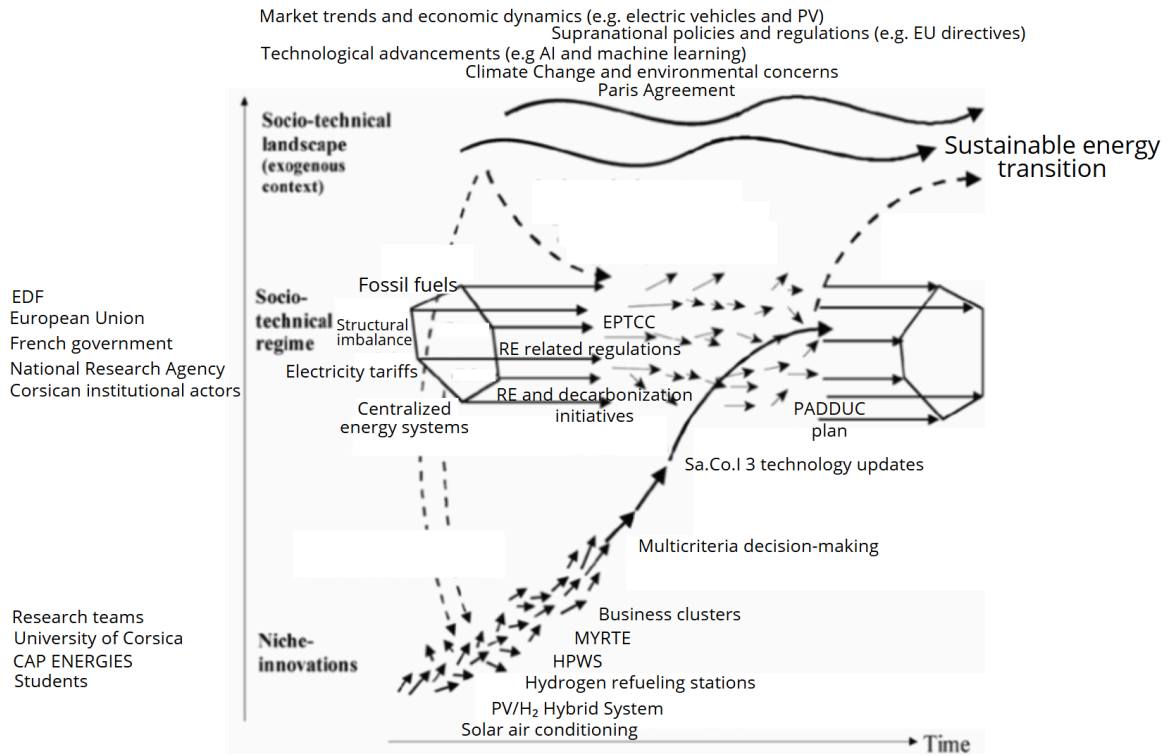 Market trends and economic dynamics (e.g. electric vehicles and PV)
Supranational policies and regulations (e.g. EU directives)
Technological advancements (e.g AI and machine learning)
Climate Change and environmental concerns
Paris Agreement
Socio-technical
landscape
(exogenous
context)
Sustainable energy
transition
EDF
European Union
French government
National Research Agency
Corsican institutional actors
Socio-
technical
regime
Fossil fuels
Structural
imbalance
Electricity tariffs
Centralized
energy systems
EPTCC
RE related regulations
RE and decarbonization
initiatives
PADDUC
plan
Sa.Co.I 3 technology updates
Multicriteria decision-making
Research teams
University of Corsica
CAP ENERGIES
Students
Niche-
innovations
Business clusters
MYRTE
HPWS
Hydrogen refueling stations
PV/H₂ Hybrid System
Solar air conditioning
Time